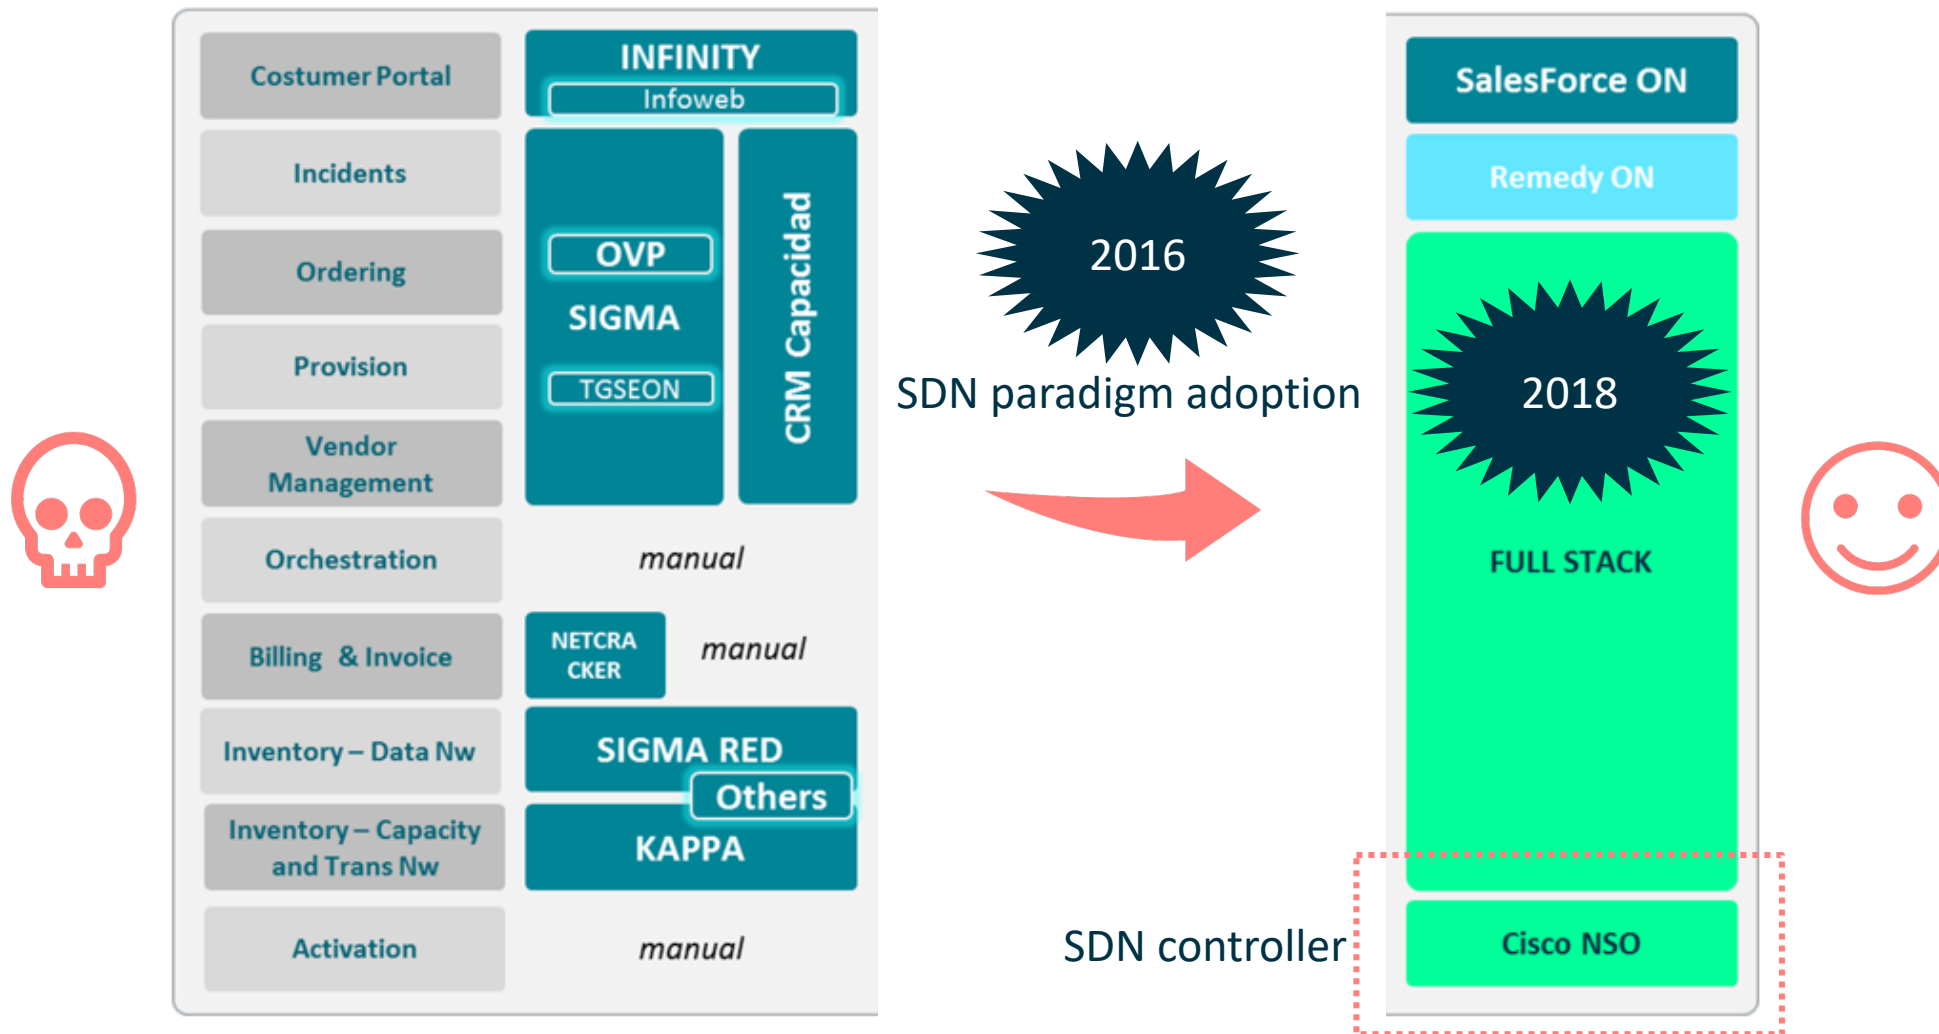 Costumer Portal
INFINITY
Infoweb
Incidents
Ordering
Provision
Vendor
Management
OVP
SIGMA
TGSEON
CRM Capacidad
Orchestration
manual
Billing & Invoice
NETCRA
CKER
manual
Inventory – Data Nw
SIGMA RED
Others
Inventory – Capacity
and Trans Nw
KAPPA
Activation
manual
2016
SDN paradigm adoption
SDN controller
SalesForce ON
Remedy ON
2018
FULL STACK
Cisco NSO